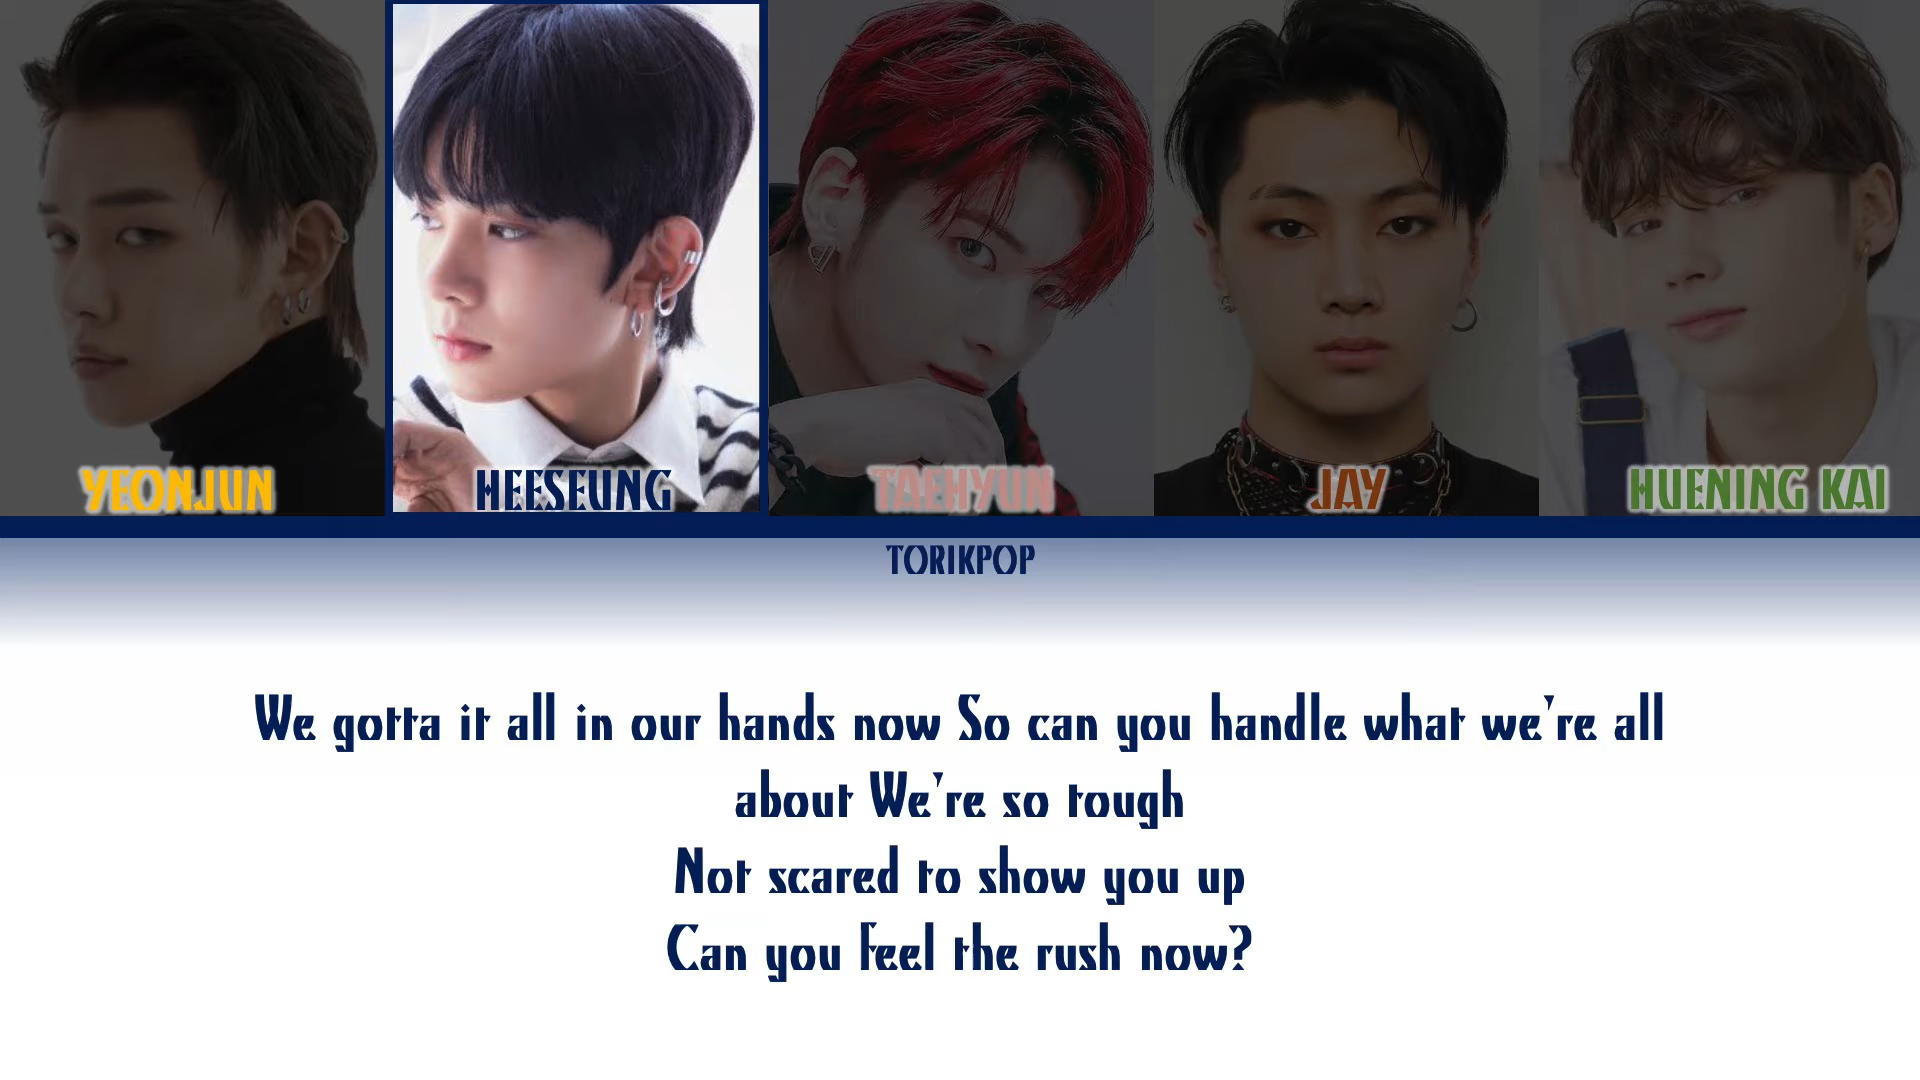 YEONJUN HEESEUNG TAEHYUN JAY HUENING KAI
TORIKPOP
We gotta it all in our hands now So can you handle what we're all
about We're so tough
Not scared to show you up
Can you feel the rush now?